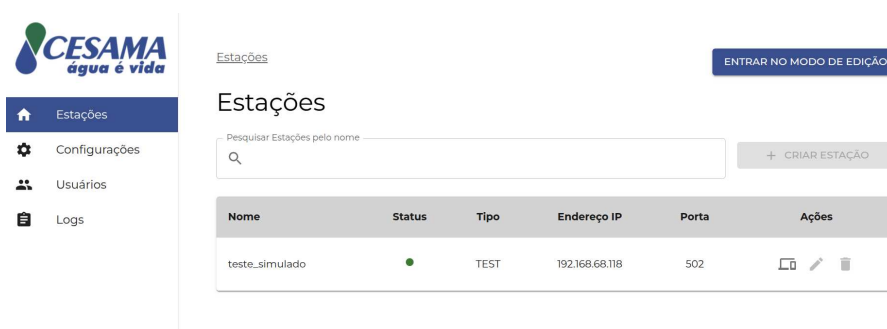 CESAMA
água é vida
Estações
ENTRAR NO MODO DE EDIÇÃO
Estações
Estações
Configurações
Usuários
Logs
Pesquisar Estações pelo nome
+ CRIAR ESTAÇÃO
Nome Status Tipo Endereço IP Porta Ações
teste_simulado TEST 192.168.68.118 502